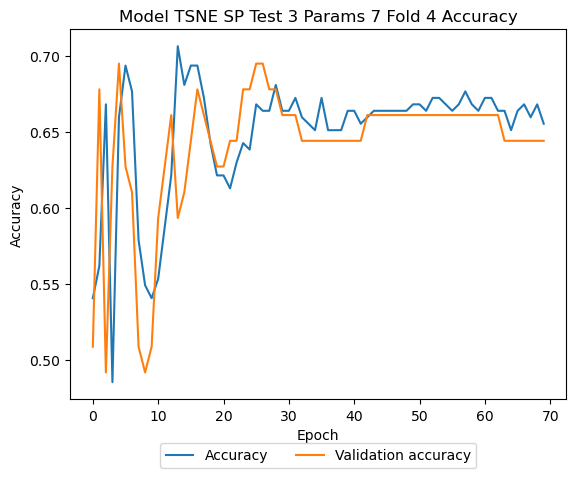 Model TSNE SP Test 3 Params 7 Fold 4 Accuracy
0.70
0.65
0.60
0.55
0.50
Accuracy
0 10 20 30 40 50 60 70
Epoch
Accuracy Validation accuracy